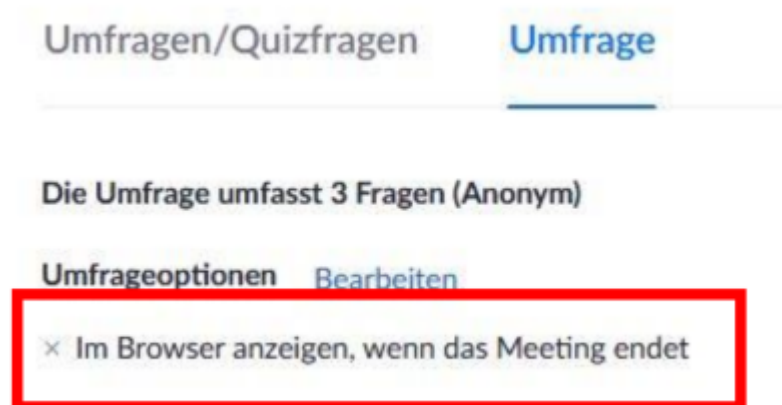 Umfragen/Quizfragen Umfrage
Die Umfrage umfasst 3 Fragen (Anonym)
Umfrageoptionen Bearbeiten
× Im Browser anzeigen, wenn das Meeting endet